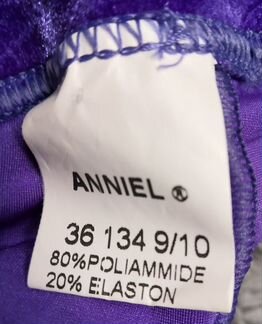 ANNIEL ®
36 134 9/10
80%POLIAMMIDE
20% ELASTON